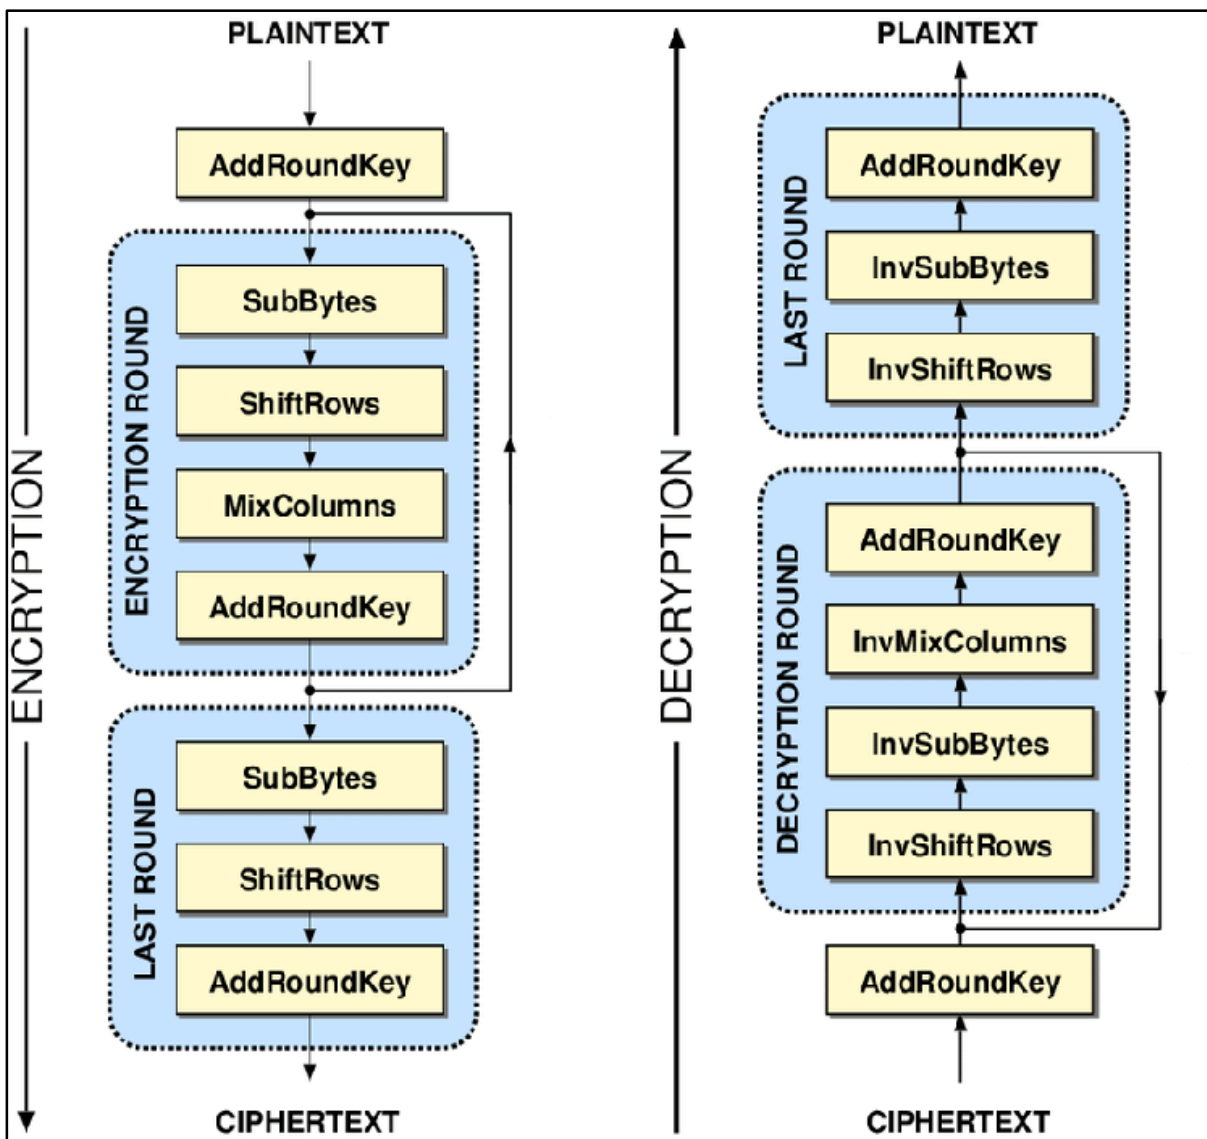 PLAINTEXT
AddRoundKey
SubBytes
ShiftRows
MixColumns
AddRoundKey
ENCRYPTION ROUND
SubBytes
ShiftRows
AddRoundKey
LAST ROUND
CIPHERTEXT
ENCRYPTION
PLAINTEXT
AddRoundKey
InvSubBytes
InvShiftRows
LAST ROUND
AddRoundKey
InvMixColumns
InvSubBytes
InvShiftRows
DECRYPTION ROUND
AddRoundKey
CIPHERTEXT
DECRYPTION